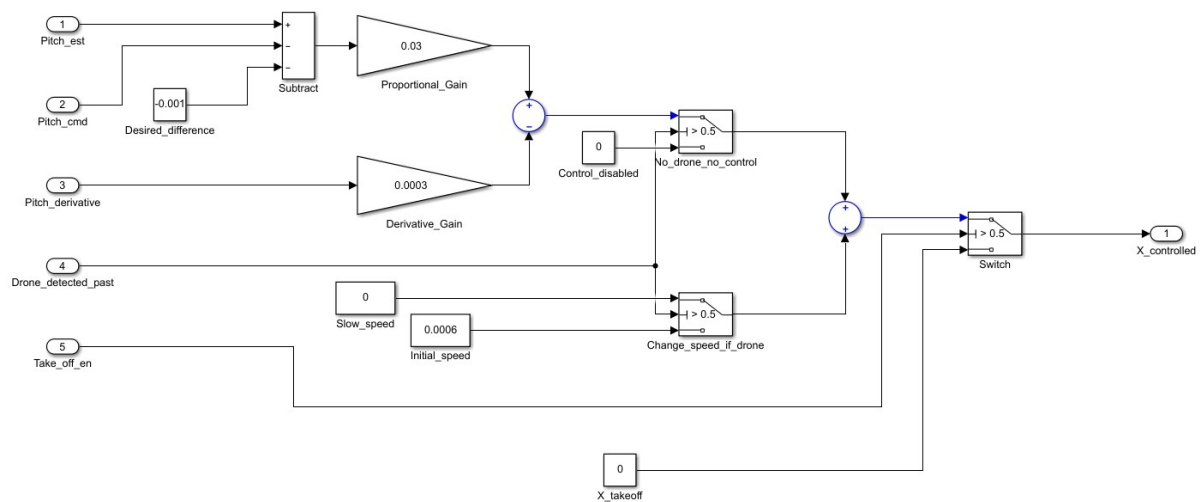 1
Pitch_est
2
Pitch_cmd
-0.001
Desired_difference
+
−
−
Subtract
0.03
Proportional_Gain
3
Pitch_derivative
0.0003
Derivative_Gain
+
−
0
Control_disabled
> 0.5
No_drone_no_control
4
Drone_detected_past
0
Slow_speed
0.0006
Initial_speed
> 0.5
Change_speed_if_drone
+
+
> 0.5
Switch
1
X_controlled
5
Take_off_en
0
X_takeoff